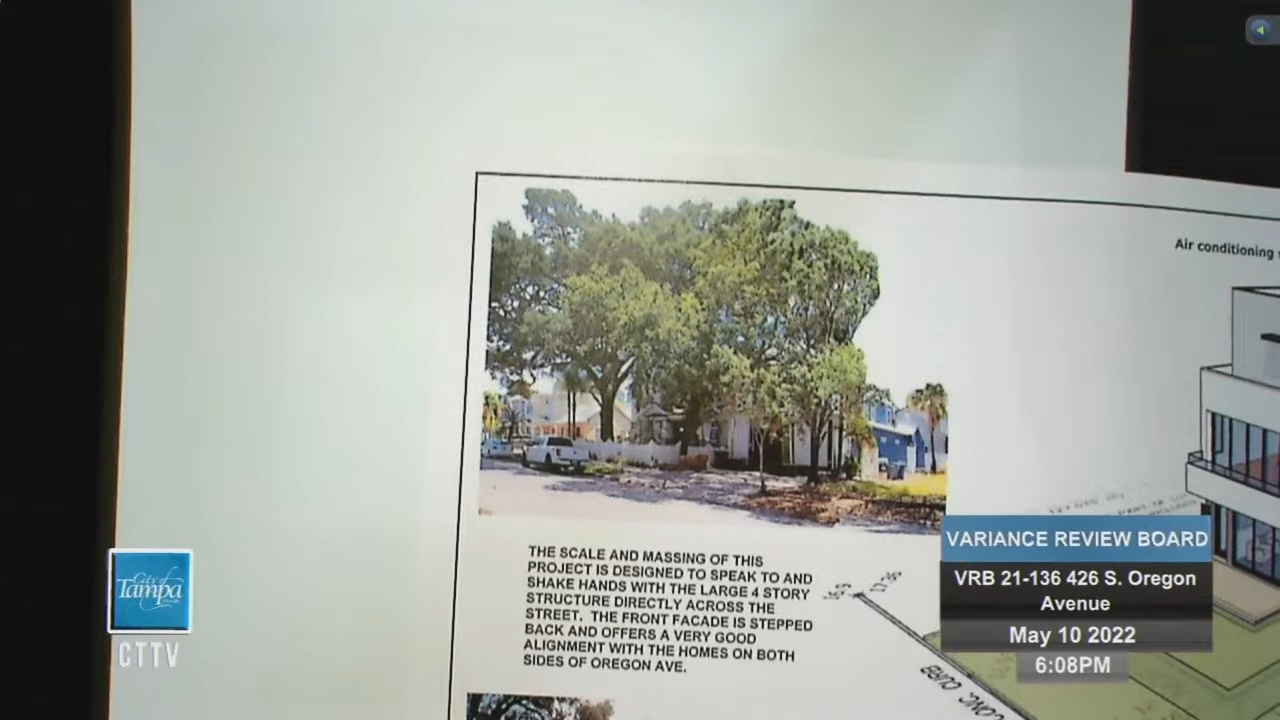 Air conditioning
THE SCALE AND MASSING OF THIS
PROJECT IS DESIGNED TO SPEAK TO AND
SHAKE HANDS WITH THE LARGE 4 STORY
STRUCTURE DIRECTLY ACROSS THE
STREET. THE FRONT FACADE IS STEPPED
BACK AND OFFERS A VERY GOOD
ALIGNMENT WITH THE HOMES ON BOTH
SIDES OF OREGON AVE.
CONC. CURB
VARIANCE REVIEW BOARD
VRB 21-136 426 S. Oregon
Avenue
May 10 2022
6:08PM
City of
Tampa
CTTV